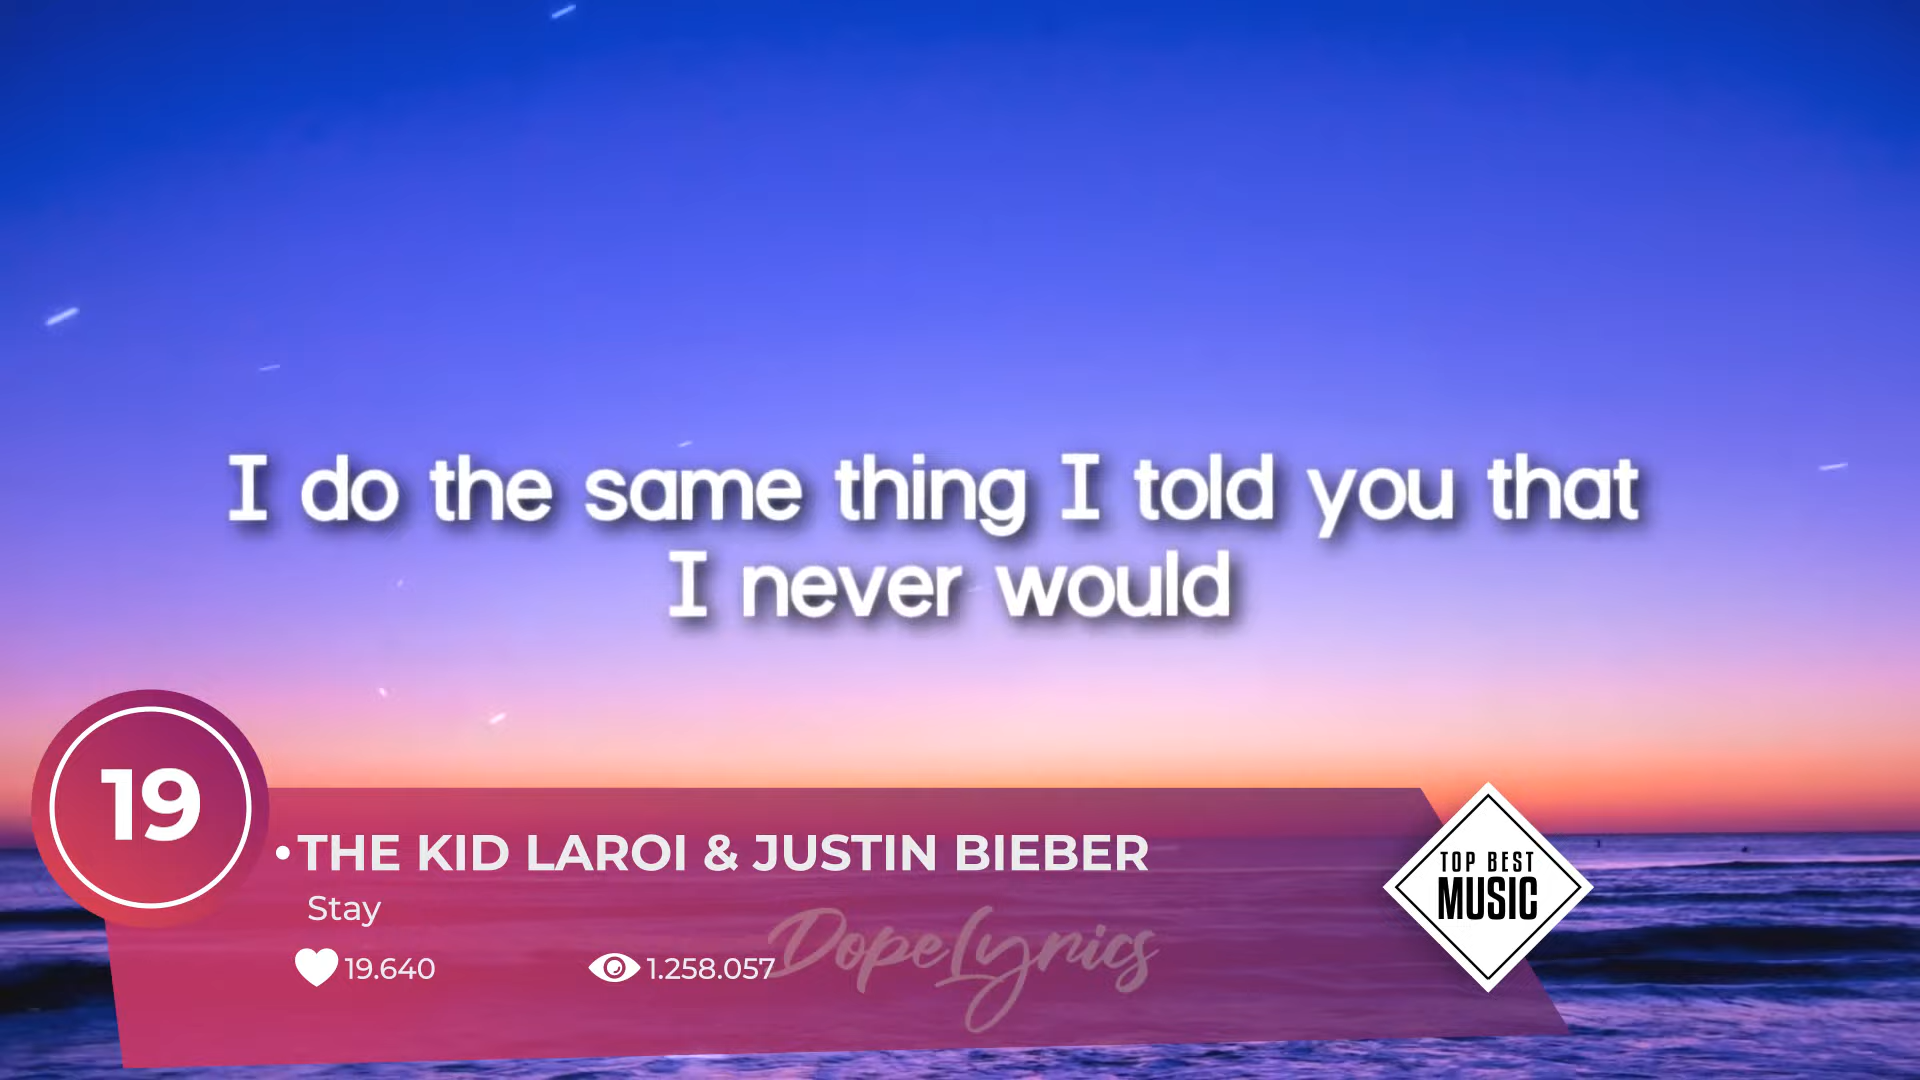 I do the same thing I told you that
I never would
19
•THE KID LAROI & JUSTIN BIEBER
Stay
19.640
1.258.057
DopeLyrics
TOP BEST
MUSIC